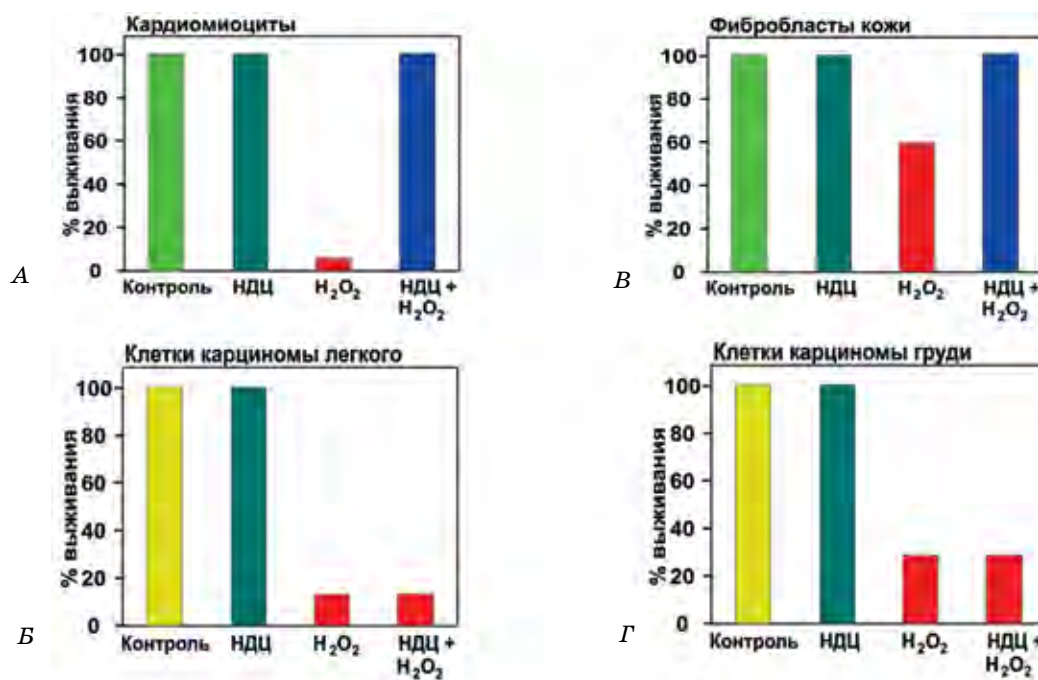 Кардиомиоциты
% выживания
100
80
60
40
20
0
Контроль НДЦ H₂O₂ НДЦ +
H₂O₂
А
Фибробласты кожи
% выживания
100
80
60
40
20
0
Контроль НДЦ H₂O₂ НДЦ +
H₂O₂
В
Клетки карциномы легкого
% выживания
100
80
60
40
20
0
Контроль НДЦ H₂O₂ НДЦ +
H₂O₂
Б
Клетки карциномы груди
% выживания
100
80
60
40
20
0
Контроль НДЦ H₂O₂ НДЦ +
H₂O₂
Г